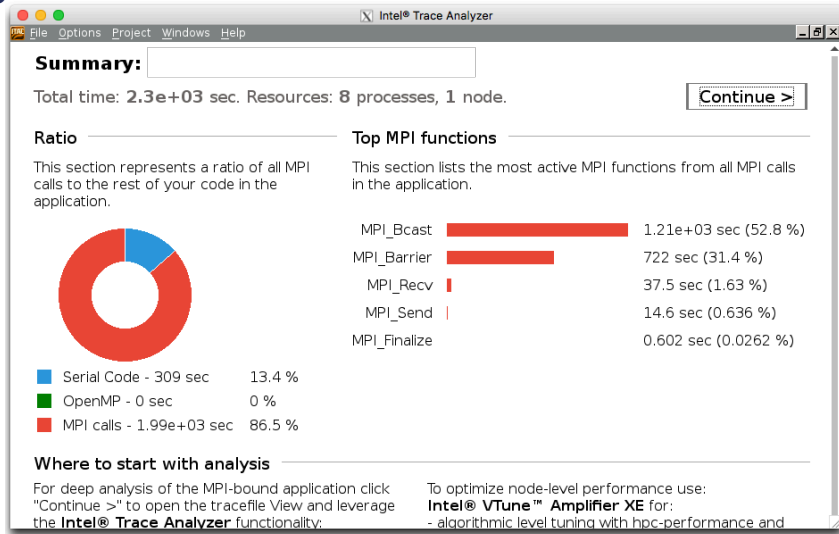 Intel® Trace Analyzer
File Options Project Windows Help
Summary:
Total time: 2.3e+03 sec. Resources: 8 processes, 1 node.
Continue >
Ratio
This section represents a ratio of all MPI
calls to the rest of your code in the
application.
Serial Code - 309 sec 13.4 %
OpenMP - 0 sec 0 %
MPI calls - 1.99e+03 sec 86.5 %
Top MPI functions
This section lists the most active MPI functions from all MPI calls
in the application.
MPI_Bcast 1.21e+03 sec (52.8 %)
MPI_Barrier 722 sec (31.4 %)
MPI_Recv 37.5 sec (1.63 %)
MPI_Send 14.6 sec (0.636 %)
MPI_Finalize 0.602 sec (0.0262 %)
Where to start with analysis
For deep analysis of the MPI-bound application click
"Continue >" to open the tracefile View and leverage
the Intel® Trace Analyzer functionality:
To optimize node-level performance use:
Intel® VTune™ Amplifier XE for:
- algorithmic level tuning with hpc-performance and